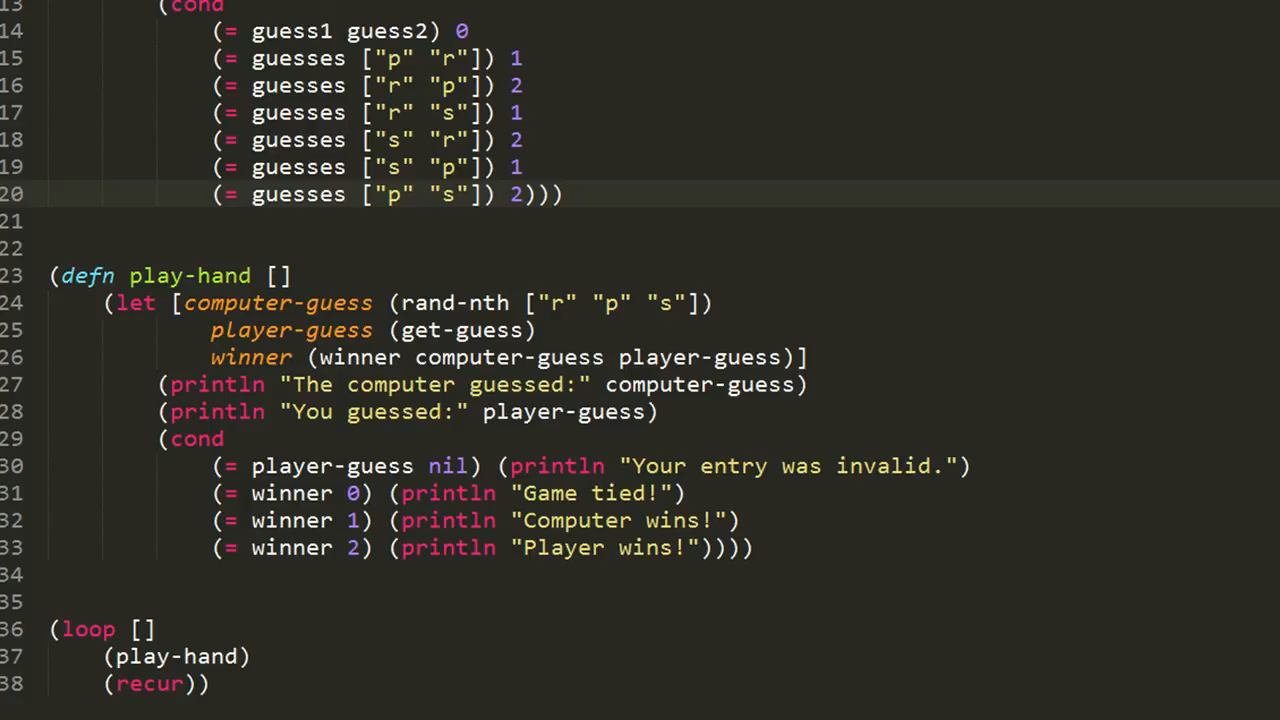 13        (cond
14            (= guess1 guess2) 0
15            (= guesses ["p" "r"]) 1
16            (= guesses ["r" "p"]) 2
17            (= guesses ["r" "s"]) 1
18            (= guesses ["s" "r"]) 2
19            (= guesses ["s" "p"]) 1
20            (= guesses ["p" "s"]) 2)))
21
22
23 (defn play-hand []
24     (let [computer-guess (rand-nth ["r" "p" "s"])
25           player-guess (get-guess)
26           winner (winner computer-guess player-guess)]
27         (println "The computer guessed:" computer-guess)
28         (println "You guessed:" player-guess)
29         (cond
30             (= player-guess nil) (println "Your entry was invalid.")
31             (= winner 0) (println "Game tied!")
32             (= winner 1) (println "Computer wins!")
33             (= winner 2) (println "Player wins!"))))
34
35
36 (loop []
37     (play-hand)
38     (recur))